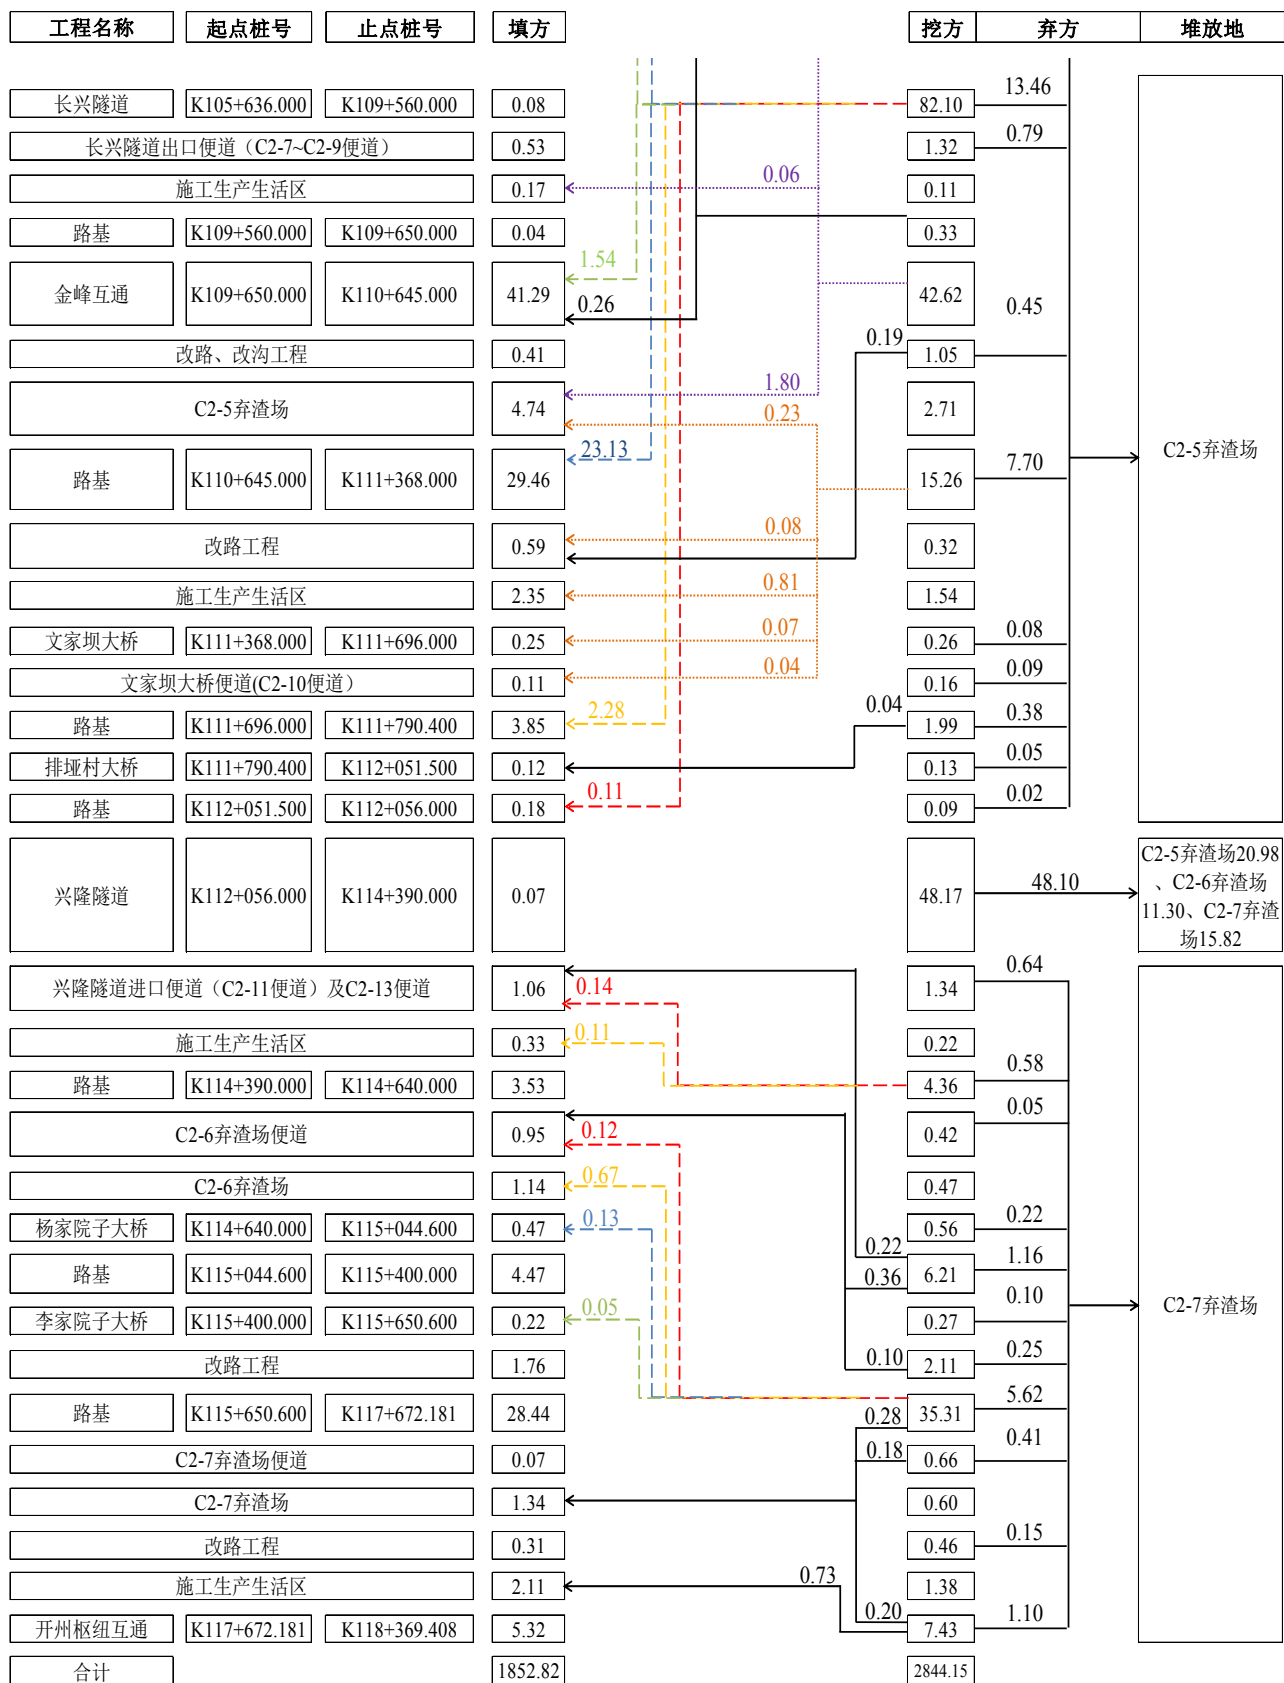 工程名称 起点桩号 止点桩号 填方 挖方 弃方 堆放地
13.46
长兴隧道 K105+636.000 K109+560.000 0.08 82.10
0.79
长兴隧道出口便道（C2-7~C2-9便道） 0.53 1.32
0.06
施工生产生活区 0.17 0.11
路基 K109+560.000 K109+650.000 0.04 0.33
1.54
金峰互通 K109+650.000 K110+645.000 41.29 0.26 42.62 0.45
0.19
改路、改沟工程 0.41 1.05
1.80
C2-5弃渣场 4.74 0.23 2.71
23.13 7.70 C2-5弃渣场
路基 K110+645.000 K111+368.000 29.46 15.26
0.08
改路工程 0.59 0.32
0.81
施工生产生活区 2.35 1.54
0.07 0.08
文家坝大桥 K111+368.000 K111+696.000 0.25 0.26
0.04 0.09
文家坝大桥便道(C2-10便道） 0.11 0.16
2.28 0.04 0.38
路基 K111+696.000 K111+790.400 3.85 1.99
0.05
排垭村大桥 K111+790.400 K112+051.500 0.12 0.13
0.11 0.02
路基 K112+051.500 K112+056.000 0.18 0.09
兴隆隧道 K112+056.000 K114+390.000 0.07 48.17 48.10
C2-5弃渣场20.98
、C2-6弃渣场
11.30、C2-7弃渣
场15.82
0.64
兴隆隧道进口便道（C2-11便道）及C2-13便道 1.06 0.14 1.34
0.11
施工生产生活区 0.33 0.22
0.58
路基 K114+390.000 K114+640.000 3.53 4.36
0.05
C2-6弃渣场便道 0.95 0.12 0.42
0.67
C2-6弃渣场 1.14 0.47
0.13 0.22
杨家院子大桥 K114+640.000 K115+044.600 0.47 0.56
0.22 1.16
路基 K115+044.600 K115+400.000 4.47 0.36 6.21
0.05 0.10 C2-7弃渣场
李家院子大桥 K115+400.000 K115+650.600 0.22 0.27
0.10 0.25
改路工程 1.76 2.11
5.62
路基 K115+650.600 K117+672.181 28.44 0.28 35.31
0.18 0.41
C2-7弃渣场便道 0.07 0.66
C2-7弃渣场 1.34 0.60
0.15
改路工程 0.31 0.46
0.73
施工生产生活区 2.11 1.38
0.20 1.10
开州枢纽互通 K117+672.181 K118+369.408 5.32 7.43
合计 1852.82 2844.15